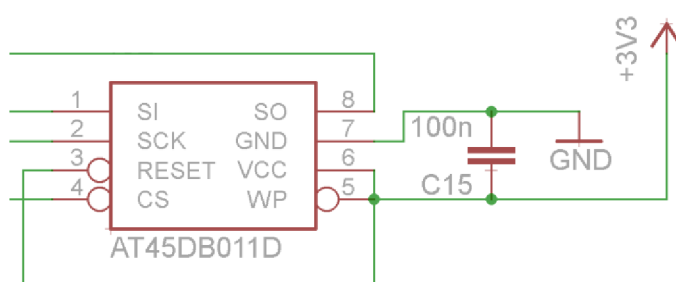 +3V3
1 SI SO 8
2 SCK GND 7 100n
3 RESET VCC 6 GND
4 CS WP 5 C15
AT45DB011D